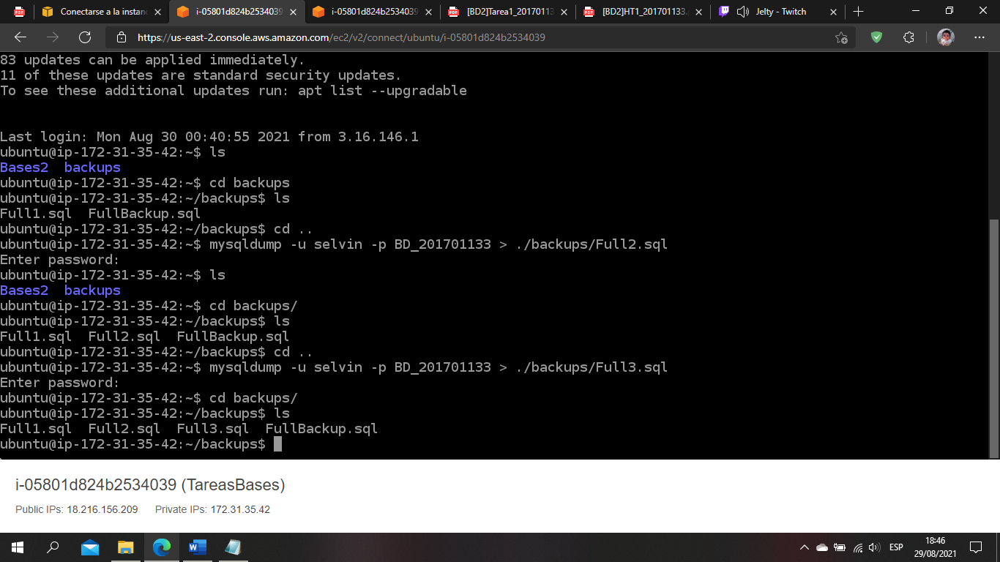 Conectarse a la instan
i-05801d824b2534039
i-05801d824b2534039
[BD2]Tarea1_20170113
[BD2]HT1_201701133.
Jelty - Twitch
https://us-east-2.console.aws.amazon.com/ec2/v2/connect/ubuntu/i-05801d824b2534039
83 updates can be applied immediately.
11 of these updates are standard security updates.
To see these additional updates run: apt list --upgradable
Last login: Mon Aug 30 00:40:55 2021 from 3.16.146.1
ubuntu@ip-172-31-35-42:~$ ls
Bases2  backups
ubuntu@ip-172-31-35-42:~$ cd backups
ubuntu@ip-172-31-35-42:~/backups$ ls
Full1.sql  FullBackup.sql
ubuntu@ip-172-31-35-42:~/backups$ cd ..
ubuntu@ip-172-31-35-42:~$ mysqldump -u selvin -p BD_201701133 > ./backups/Full2.sql
Enter password:
ubuntu@ip-172-31-35-42:~$ ls
Bases2  backups
ubuntu@ip-172-31-35-42:~$ cd backups/
ubuntu@ip-172-31-35-42:~/backups$ ls
Full1.sql  Full2.sql  FullBackup.sql
ubuntu@ip-172-31-35-42:~/backups$ cd ..
ubuntu@ip-172-31-35-42:~$ mysqldump -u selvin -p BD_201701133 > ./backups/Full3.sql
Enter password:
ubuntu@ip-172-31-35-42:~$ cd backups/
ubuntu@ip-172-31-35-42:~/backups$ ls
Full1.sql  Full2.sql  Full3.sql  FullBackup.sql
ubuntu@ip-172-31-35-42:~/backups$
i-05801d824b2534039 (TareasBases)
Public IPs: 18.216.156.209 Private IPs: 172.31.35.42
ESP
18:46
29/08/2021